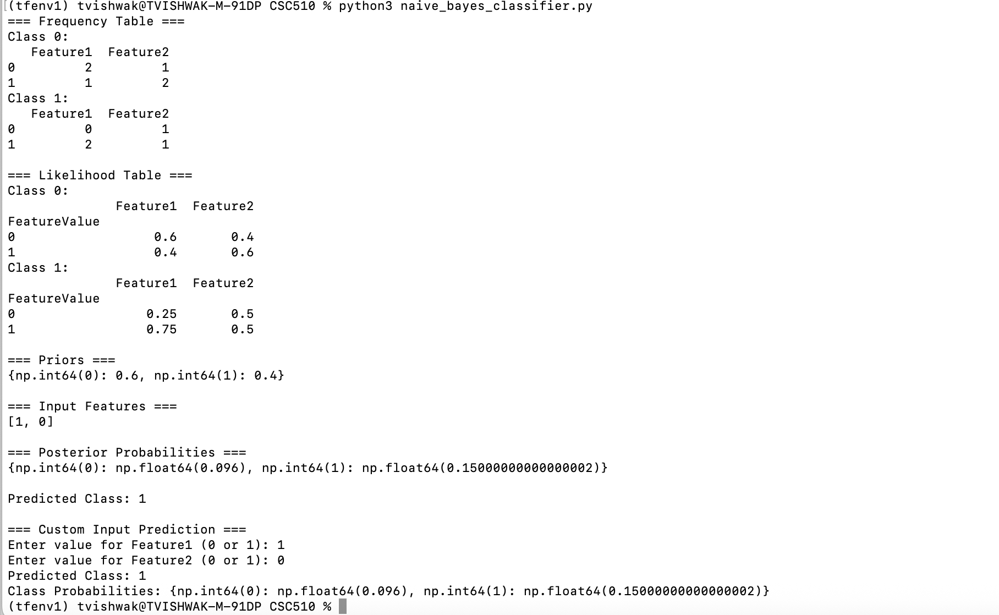 (tfenv1) tvishwak@TVISHWAK-M-91DP CSC510 % python3 naive_bayes_classifier.py
=== Frequency Table ===
Class 0:
   Feature1  Feature2
0         2         1
1         1         2
Class 1:
   Feature1  Feature2
0         0         1
1         2         1

=== Likelihood Table ===
Class 0:
              Feature1  Feature2
FeatureValue
0                  0.6       0.4
1                  0.4       0.6
Class 1:
              Feature1  Feature2
FeatureValue
0                 0.25       0.5
1                 0.75       0.5

=== Priors ===
{np.int64(0): 0.6, np.int64(1): 0.4}

=== Input Features ===
[1, 0]

=== Posterior Probabilities ===
{np.int64(0): np.float64(0.096), np.int64(1): np.float64(0.15000000000000002)}

Predicted Class: 1

=== Custom Input Prediction ===
Enter value for Feature1 (0 or 1): 1
Enter value for Feature2 (0 or 1): 0
Predicted Class: 1
Class Probabilities: {np.int64(0): np.float64(0.096), np.int64(1): np.float64(0.15000000000000002)}
(tfenv1) tvishwak@TVISHWAK-M-91DP CSC510 %